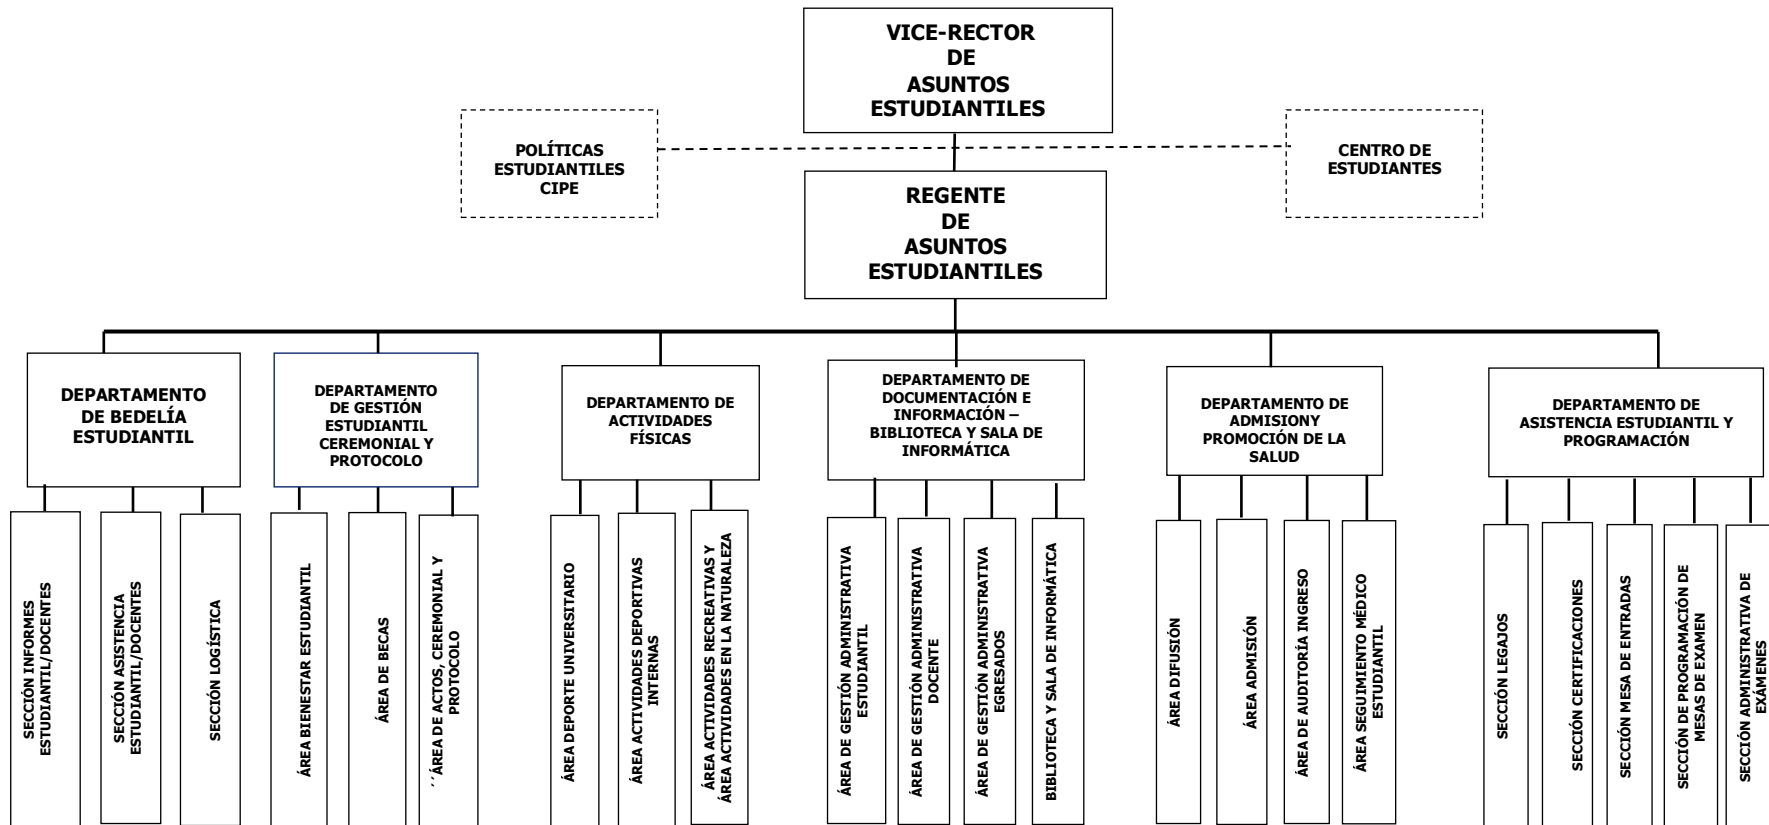 VICE-RECTOR
DE
ASUNTOS
ESTUDIANTILES
POLÍTICAS
ESTUDIANTILES
CIPE
CENTRO DE
ESTUDIANTES
REGENTE
DE
ASUNTOS
ESTUDIANTILES
DEPARTAMENTO
DE BEDELÍA
ESTUDIANTIL
DEPARTAMENTO
DE GESTIÓN
ESTUDIANTIL
CEREMONIAL Y
PROTOCOLO
DEPARTAMENTO DE
ACTIVIDADES
FÍSICAS
DEPARTAMENTO DE
DOCUMENTACIÓN E
INFORMACIÓN –
BIBLIOTECA Y SALA DE
INFORMÁTICA
DEPARTAMENTO DE
ADMISIONY
PROMOCIÓN DE LA
SALUD
DEPARTAMENTO DE
ASISTENCIA ESTUDIANTIL Y
PROGRAMACIÓN
SECCIÓN INFORMES
ESTUDIANTIL/DOCENTES
SECCIÓN ASISTENCIA
ESTUDIANTIL/DOCENTES
SECCIÓN LOGÍSTICA
ÁREA BIENESTAR ESTUDIANTIL
ÁREA DE BECAS
´´ÁREA DE ACTOS, CEREMONIAL Y
PROTOCOLO
ÁREA DEPORTE UNIVERSITARIO
ÁREA ACTIVIDADES DEPORTIVAS
INTERNAS
ÁREA ACTIVIDADES RECREATIVAS Y
ÁREA ACTIVIDADES EN LA NATURALEZA
ÁREA DE GESTIÓN ADMINISTRATIVA
ESTUDIANTIL
ÁREA DE GESTIÓN ADMINISTRATIVA
DOCENTE
ÁREA DE GESTIÓN ADMINISTRATIVA
EGRESADOS
BIBLIOTECA Y SALA DE INFORMÁTICA
ÁREA DIFUSIÓN
ÁREA ADMISIÓN
ÁREA DE AUDITORÍA INGRESO
ÁREA SEGUIMIENTO MÉDICO
ESTUDIANTIL
SECCIÓN LEGAJOS
SECCIÓN CERTIFICACIONES
SECCIÓN MESA DE ENTRADAS
SECCIÓN DE PROGRAMACIÓN DE
MESAS DE EXAMEN
SECCIÓN ADMINISTRATIVA DE
EXÁMENES